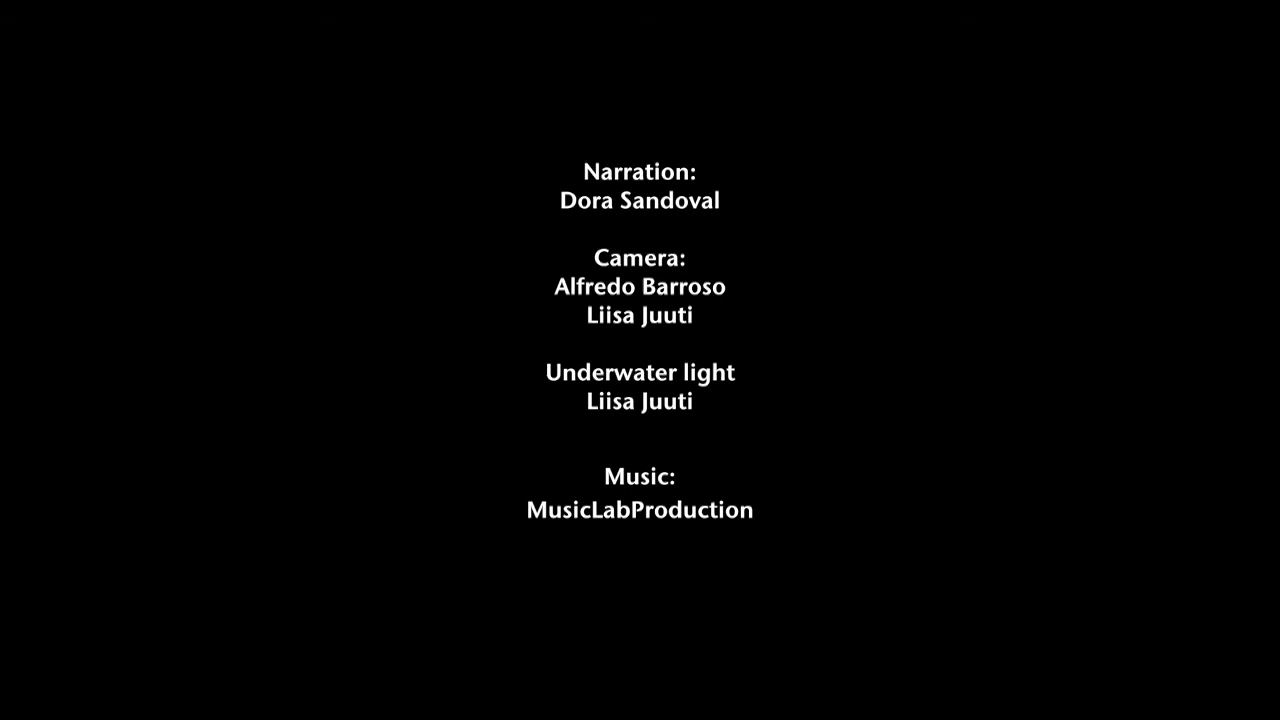 Narration:
Dora Sandoval
Camera:
Alfredo Barroso
Liisa Juuti
Underwater light
Liisa Juuti
Music:
MusicLabProduction